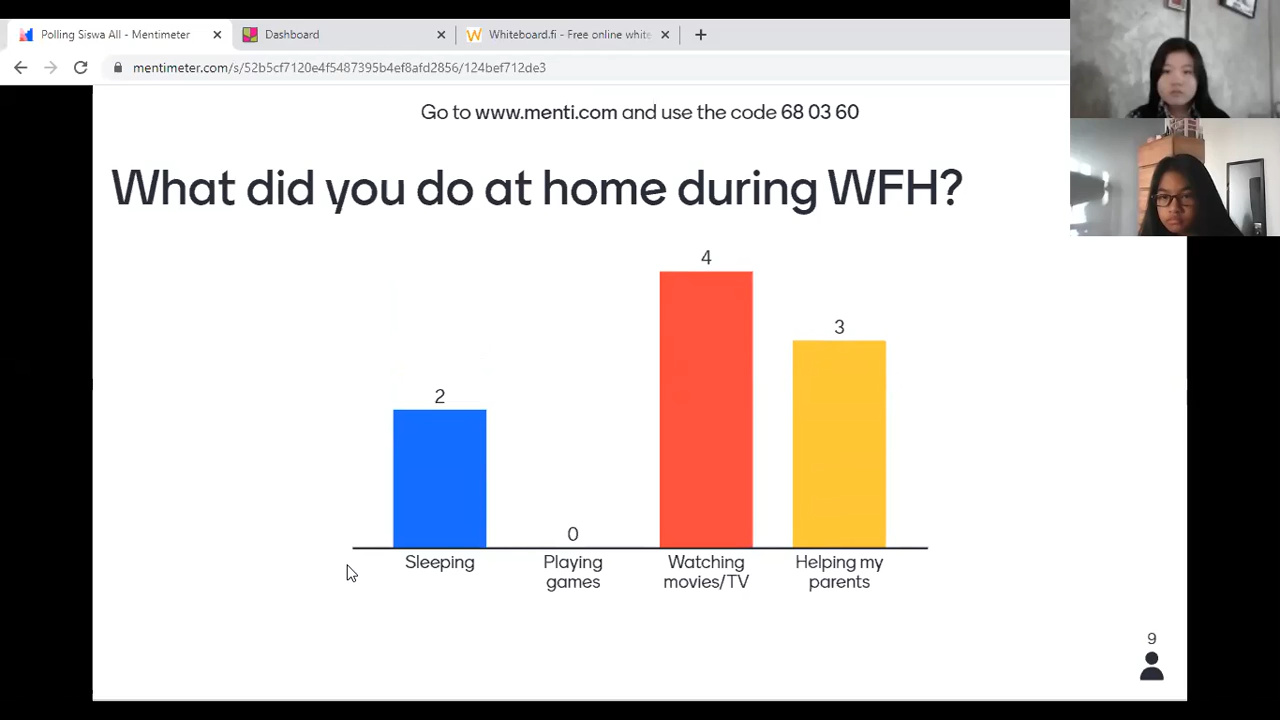 Polling Siswa All - Mentimeter
Dashboard
Whiteboard.fi - Free online white
mentimeter.com/s/52b5cf7120e4f5487395b4ef8afd2856/124bef712de3
Go to www.menti.com and use the code 68 03 60
What did you do at home during WFH?
4
3
2
0
Sleeping
Playing
games
Watching
movies/TV
Helping my
parents
9